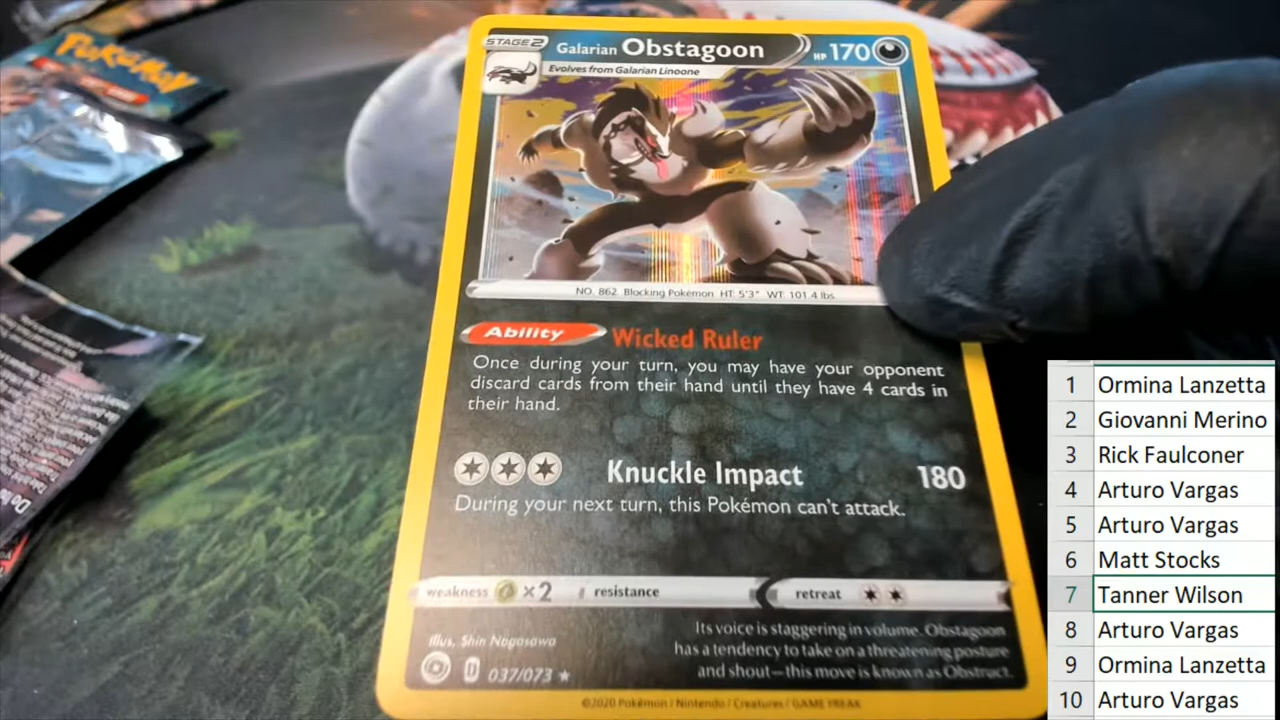 POKÉMON
STAGE 2
Galarian Obstagoon
HP 170
Evolves from Galarian Linoone
NO. 862 Blocking Pokémon HT: 5'3" WT: 101.4 lbs.
Ability Wicked Ruler
Once during your turn, you may have your opponent
discard cards from their hand until they have 4 cards in
their hand.
Knuckle Impact 180
During your next turn, this Pokémon can't attack.
weakness ×2 resistance retreat
Illus. Shin Nagasawa
D 037/073 ★
Its voice is staggering in volume. Obstagoon
has a tendency to take on a threatening posture
and shout—this move is known as Obstruct.
©2020 Pokémon / Nintendo / Creatures / GAME FREAK
1 Ormina Lanzetta
2 Giovanni Merino
3 Rick Faulconer
4 Arturo Vargas
5 Arturo Vargas
6 Matt Stocks
7 Tanner Wilson
8 Arturo Vargas
9 Ormina Lanzetta
10 Arturo Vargas